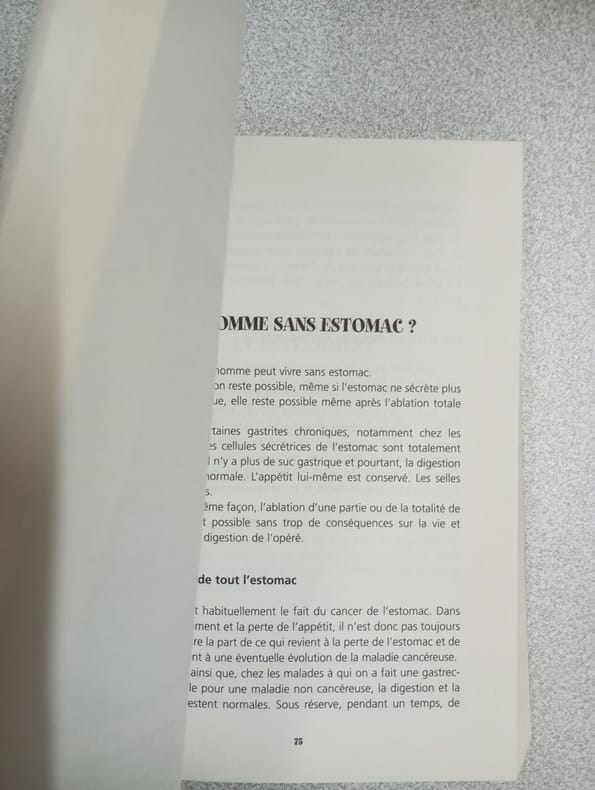 OMME SANS ESTOMAC ?
homme peut vivre sans estomac.
on reste possible, même si l'estomac ne sécrète plus
ue, elle reste possible même après l'ablation totale
taines gastrites chroniques, notamment chez les
es cellules sécrétrices de l'estomac sont totalement
l n'y a plus de suc gastrique et pourtant, la digestion
normale. L'appétit lui-même est conservé. Les selles
s.
ême façon, l'ablation d'une partie ou de la totalité de
t possible sans trop de conséquences sur la vie et
digestion de l'opéré.
de tout l'estomac
t habituellement le fait du cancer de l'estomac. Dans
ment et la perte de l'appétit, il n'est donc pas toujours
re la part de ce qui revient à la perte de l'estomac et de
nt à une éventuelle évolution de la maladie cancéreuse.
ainsi que, chez les malades à qui on a fait une gastrec-
le pour une maladie non cancéreuse, la digestion et la
estent normales. Sous réserve, pendant un temps, de
75